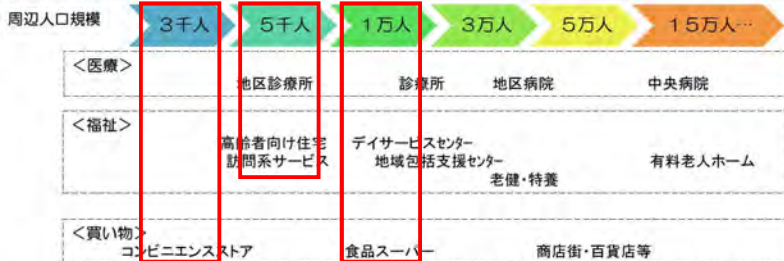 周辺人口規模 3千人 5千人 1万人 3万人 5万人 15万人…
＜医療＞
地区診療所 診療所 地区病院 中央病院
＜福祉＞
高齢者向け住宅 デイサービスセンター
訪問系サービス 地域包括支援センター 有料老人ホーム
老健・特養
＜買い物＞
コンビニエンスストア 食品スーパー 商店街・百貨店等